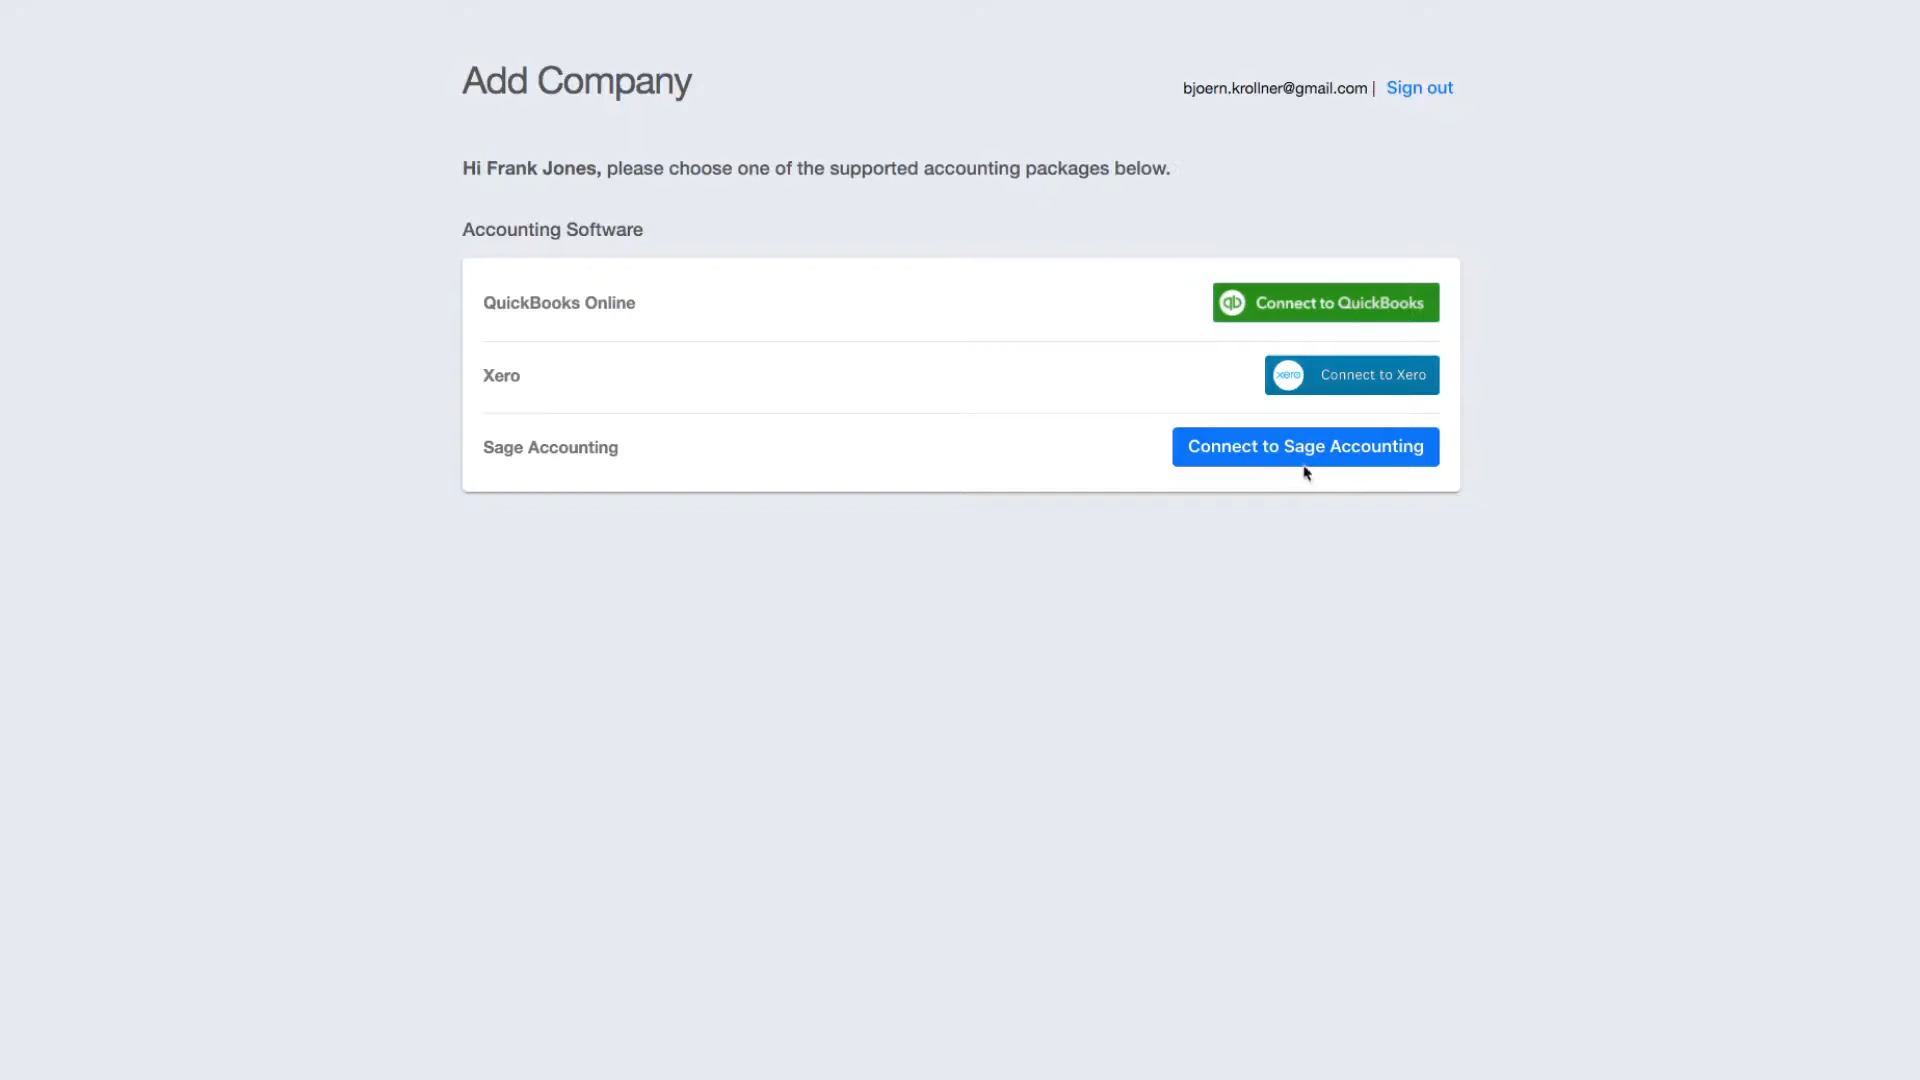 Add Company
bjoern.krollner@gmail.com | Sign out
Hi Frank Jones, please choose one of the supported accounting packages below.
Accounting Software
QuickBooks Online
qb Connect to QuickBooks
Xero
xero Connect to Xero
Sage Accounting
Connect to Sage Accounting